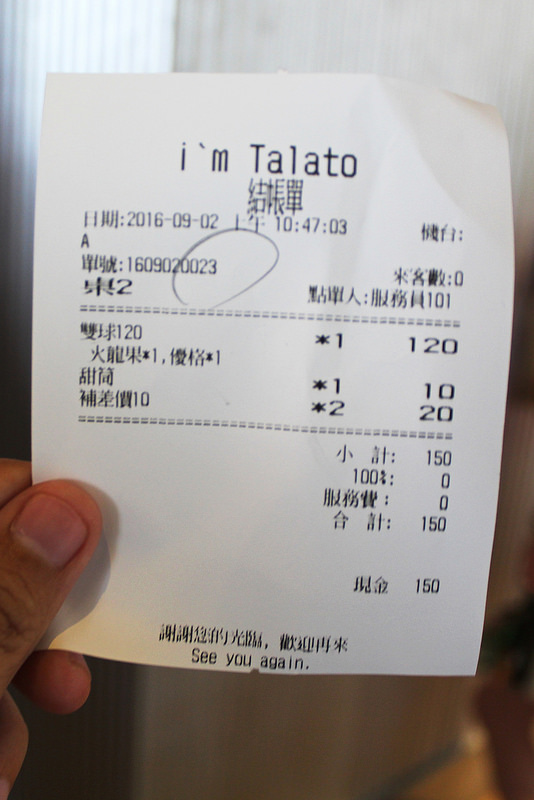 i`m Talato
結帳單
日期:2016-09-02 上午 10:47:03 機台:
A
單號:1609020023 來客數:0
桌2 點單人:服務員101
雙球120 *1 120
火龍果*1,優格*1
甜筒 *1 10
補差價10 *2 20
小 計: 150
100%: 0
服務費: 0
合 計: 150
現金 150
謝謝您的光臨, 歡迎再來
See you again.